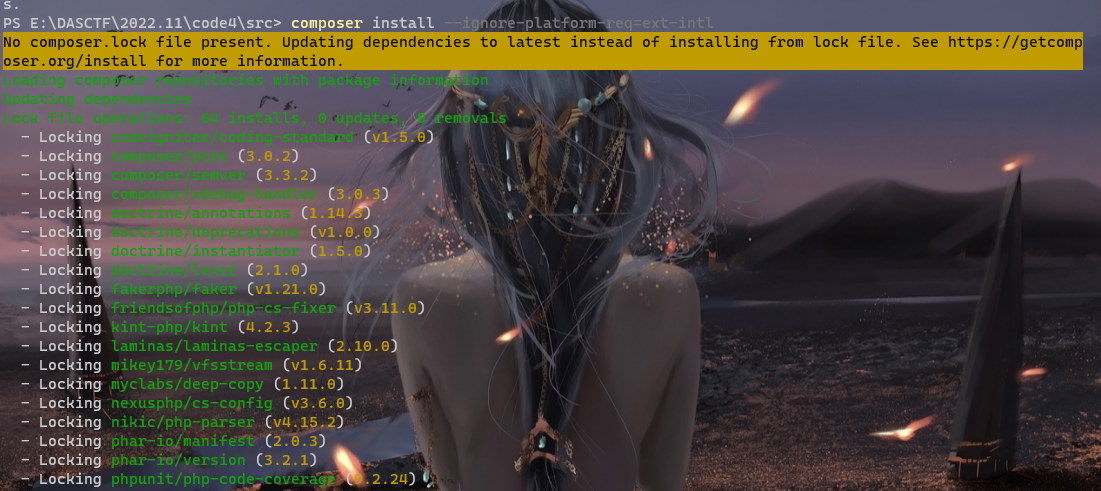 s.
PS E:\DASCTF\2022.11\code4\src> composer install --ignore-platform-req=ext-intl
No composer.lock file present. Updating dependencies to latest instead of installing from lock file. See https://getcomp
oser.org/install for more information.
Loading composer repositories with package information
Updating dependencies
Lock file operations: 60 installs, 0 updates, 0 removals
  - Locking codeigniter/coding-standard (v1.5.0)
  - Locking composer/pcre (3.0.2)
  - Locking composer/semver (3.3.2)
  - Locking composer/xdebug-handler (3.0.3)
  - Locking doctrine/annotations (1.14.3)
  - Locking doctrine/deprecations (v1.0.0)
  - Locking doctrine/instantiator (1.5.0)
  - Locking doctrine/lexer (2.1.0)
  - Locking fakerphp/faker (v1.21.0)
  - Locking friendsofphp/php-cs-fixer (v3.11.0)
  - Locking kint-php/kint (4.2.3)
  - Locking laminas/laminas-escaper (2.10.0)
  - Locking mikey179/vfsstream (v1.6.11)
  - Locking myclabs/deep-copy (1.11.0)
  - Locking nexusphp/cs-config (v3.6.0)
  - Locking nikic/php-parser (v4.15.2)
  - Locking phar-io/manifest (2.0.3)
  - Locking phar-io/version (3.2.1)
  - Locking phpunit/php-code-coverage (9.2.24)